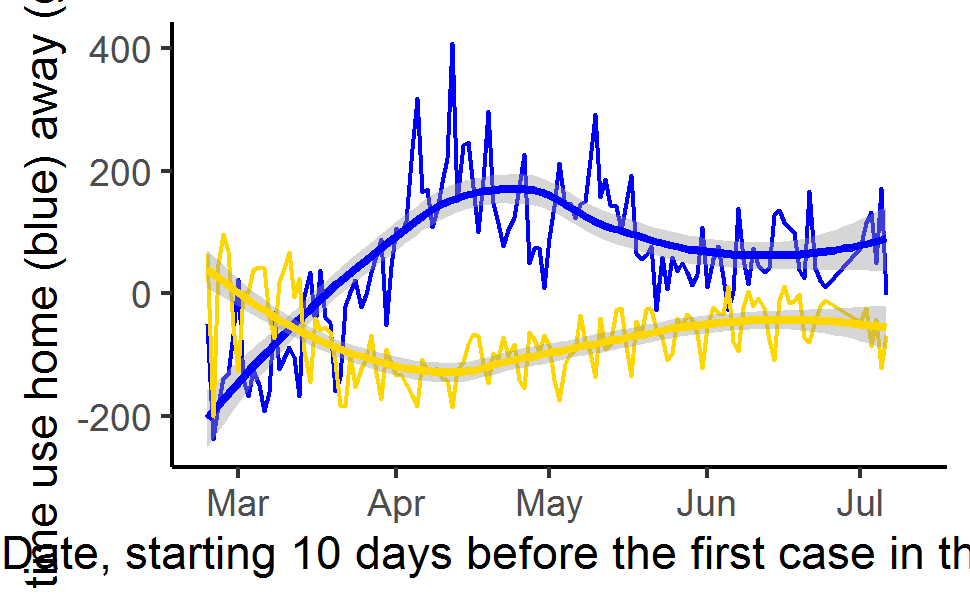 time use home (blue) away (
400
200
0
-200
Mar Apr May Jun Jul
Date, starting 10 days before the first case in th